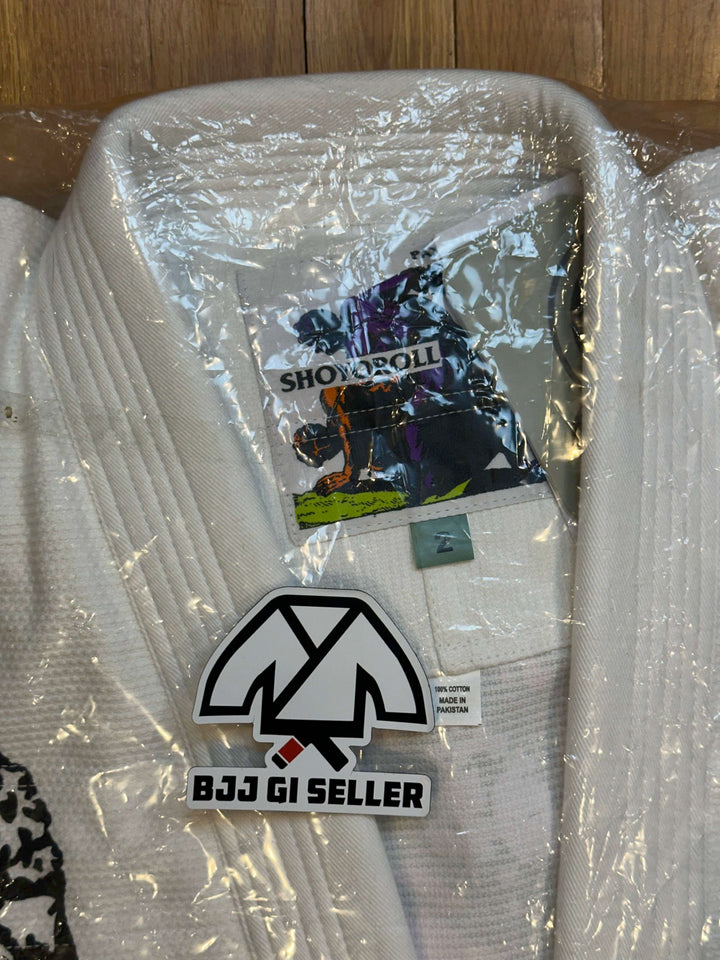 SHOYOROLL
2
100% COTTON
MADE IN
PAKISTAN
BJJ GI SELLER